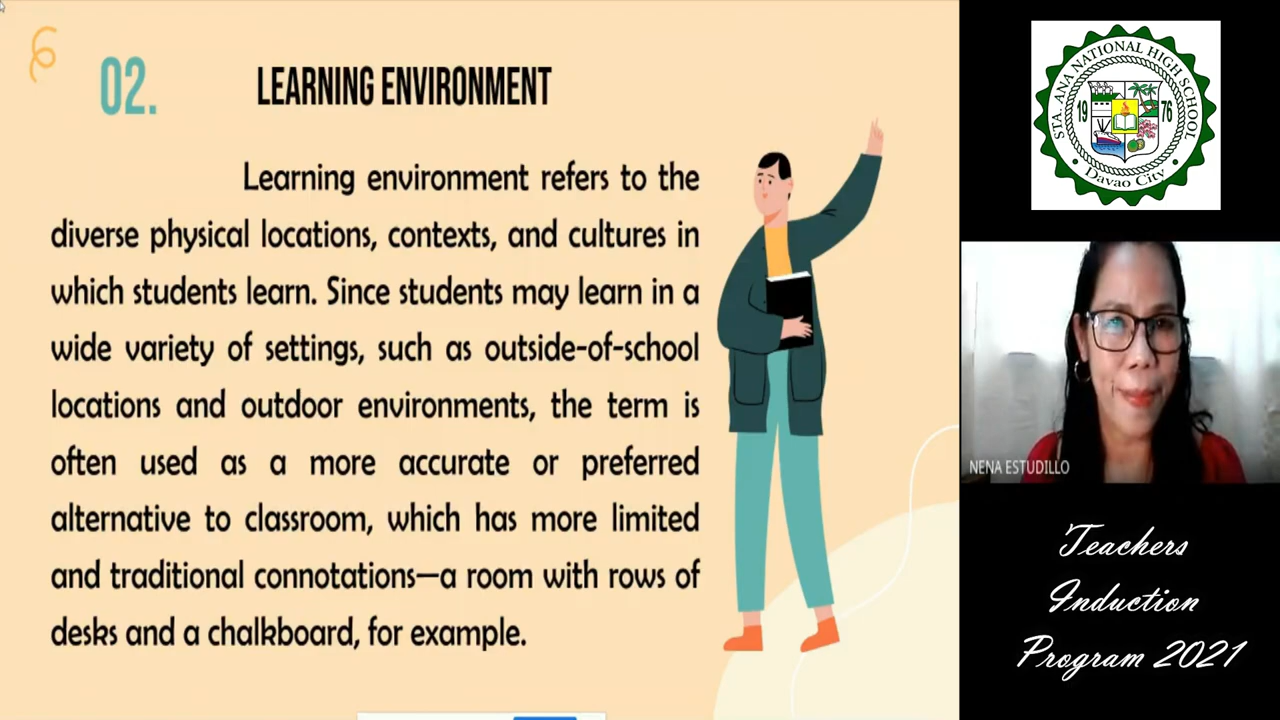 02.
LEARNING ENVIRONMENT
Learning environment refers to the
diverse physical locations, contexts, and cultures in
which students learn. Since students may learn in a
wide variety of settings, such as outside-of-school
locations and outdoor environments, the term is
often used as a more accurate or preferred
alternative to classroom, which has more limited
and traditional connotations—a room with rows of
desks and a chalkboard, for example.
STA. ANA NATIONAL HIGH SCHOOL
19 76
Davao City
NENA ESTUDILLO
Teachers
Induction
Program 2021